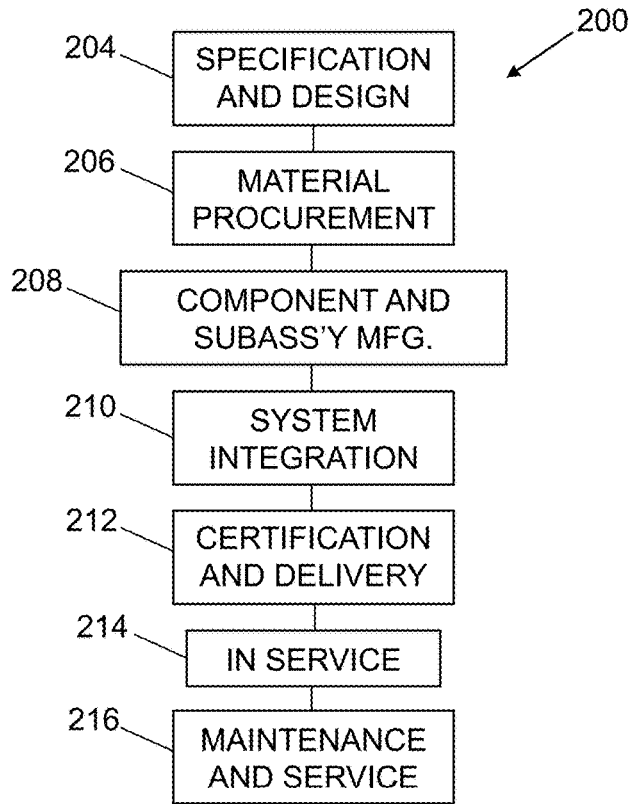 200
204
SPECIFICATION
AND DESIGN
206
MATERIAL
PROCUREMENT
208
COMPONENT AND
SUBASS'Y MFG.
210
SYSTEM
INTEGRATION
212
CERTIFICATION
AND DELIVERY
214
IN SERVICE
216
MAINTENANCE
AND SERVICE